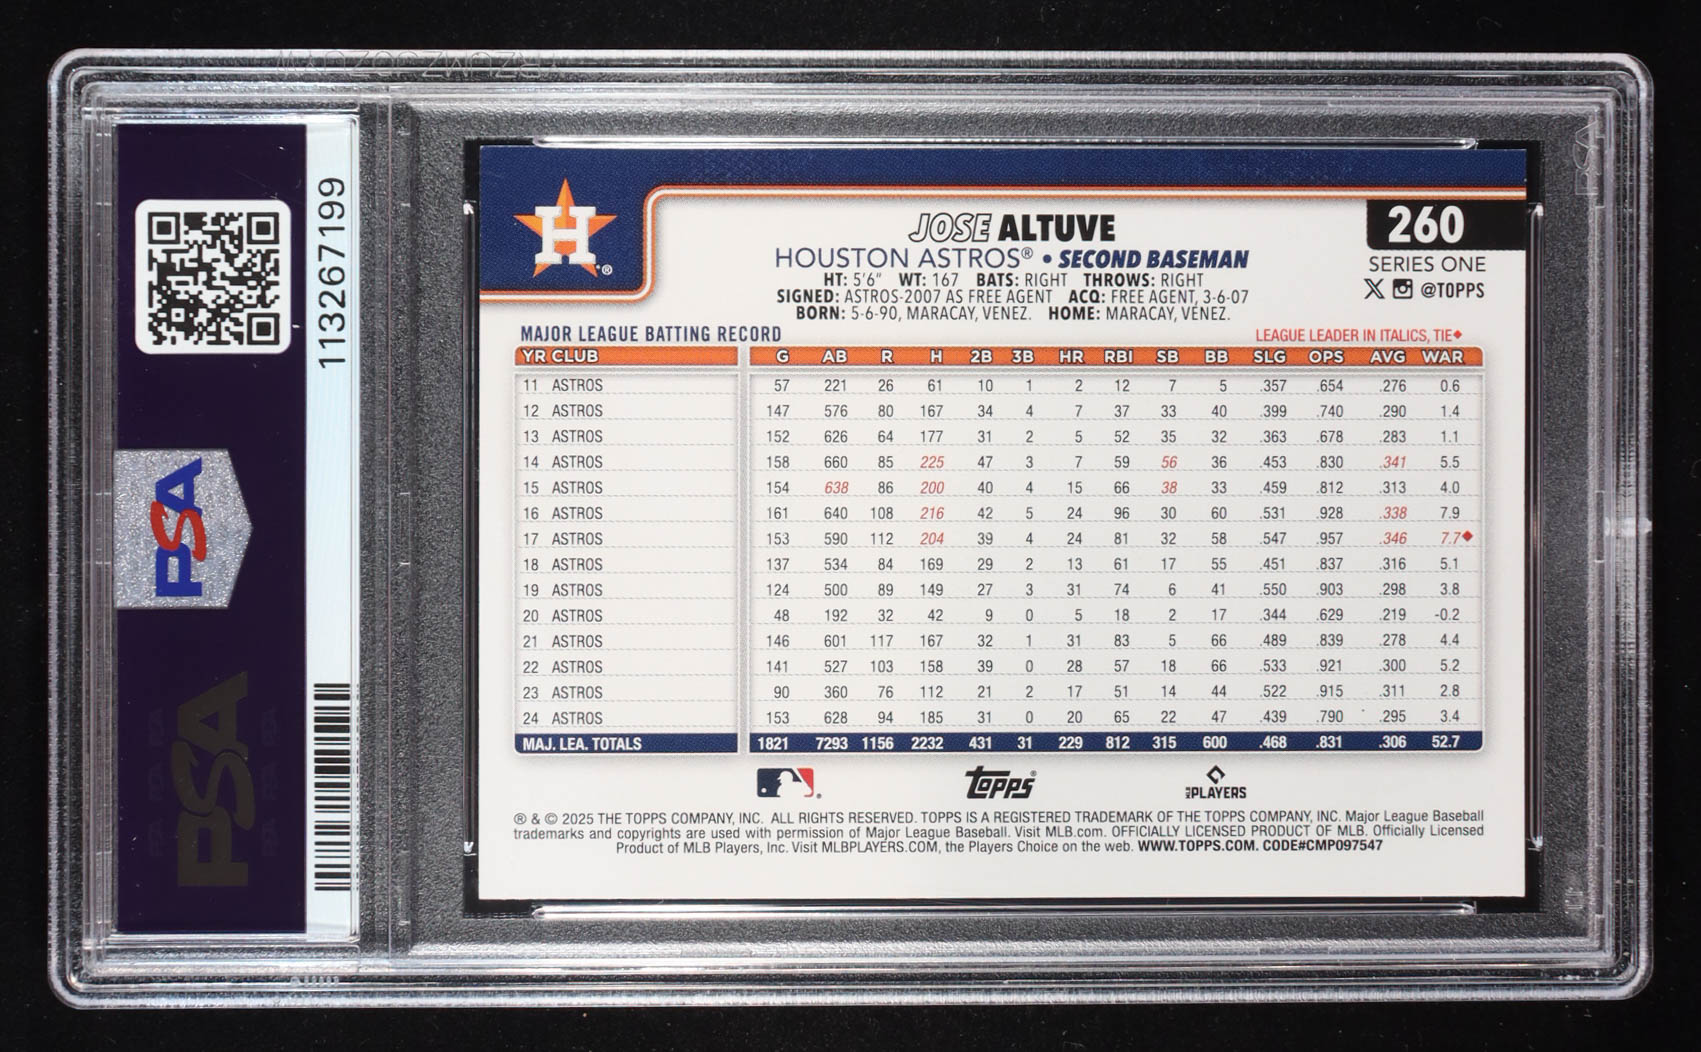 113267199
PSA
PSA
H
JOSE ALTUVE
260
HOUSTON ASTROS® • SECOND BASEMAN
SERIES ONE
HT: 5'6" WT: 167 BATS: RIGHT THROWS: RIGHT
X @TOPPS
SIGNED: ASTROS-2007 AS FREE AGENT ACQ: FREE AGENT, 3-6-07
BORN: 5-6-90, MARACAY, VENEZ. HOME: MARACAY, VENEZ.
MAJOR LEAGUE BATTING RECORD LEAGUE LEADER IN ITALICS, TIE◆
YR CLUB G AB R H 2B 3B HR RBI SB BB SLG OPS AVG WAR
11 ASTROS 57 221 26 61 10 1 2 12 7 5 .357 .654 .276 0.6
12 ASTROS 147 576 80 167 34 4 7 37 33 40 .399 .740 .290 1.4
13 ASTROS 152 626 64 177 31 2 5 52 35 32 .363 .678 .283 1.1
14 ASTROS 158 660 85 225 47 3 7 59 56 36 .453 .830 .341 5.5
15 ASTROS 154 638 86 200 40 4 15 66 38 33 .459 .812 .313 4.0
16 ASTROS 161 640 108 216 42 5 24 96 30 60 .531 .928 .338 7.9
17 ASTROS 153 590 112 204 39 4 24 81 32 58 .547 .957 .346 7.7◆
18 ASTROS 137 534 84 169 29 2 13 61 17 55 .451 .837 .316 5.1
19 ASTROS 124 500 89 149 27 3 31 74 6 41 .550 .903 .298 3.8
20 ASTROS 48 192 32 42 9 0 5 18 2 17 .344 .629 .219 -0.2
21 ASTROS 146 601 117 167 32 1 31 83 5 66 .489 .839 .278 4.4
22 ASTROS 141 527 103 158 39 0 28 57 18 66 .533 .921 .300 5.2
23 ASTROS 90 360 76 112 21 2 17 51 14 44 .522 .915 .311 2.8
24 ASTROS 153 628 94 185 31 0 20 65 22 47 .439 .790 .295 3.4
MAJ. LEA. TOTALS 1821 7293 1156 2232 431 31 229 812 315 600 .468 .831 .306 52.7
Topps® MLB PLAYERS
® & © 2025 THE TOPPS COMPANY, INC. ALL RIGHTS RESERVED. TOPPS IS A REGISTERED TRADEMARK OF THE TOPPS COMPANY, INC. Major League Baseball
trademarks and copyrights are used with permission of Major League Baseball. Visit MLB.com. OFFICIALLY LICENSED PRODUCT OF MLB. Officially Licensed
Product of MLB Players, Inc. Visit MLBPLAYERS.COM, the Players Choice on the web. WWW.TOPPS.COM. CODE#CMP097547